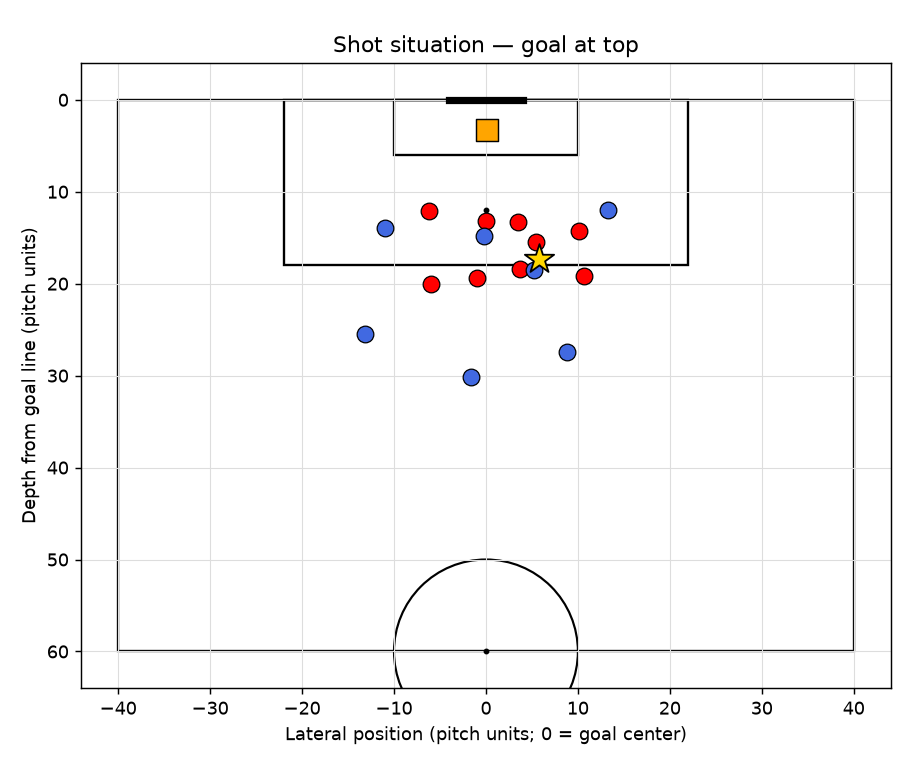 Shot situation — goal at top
0
10
20
30
40
50
60
Depth from goal line (pitch units)
−40 −30 −20 −10 0 10 20 30 40
Lateral position (pitch units; 0 = goal center)